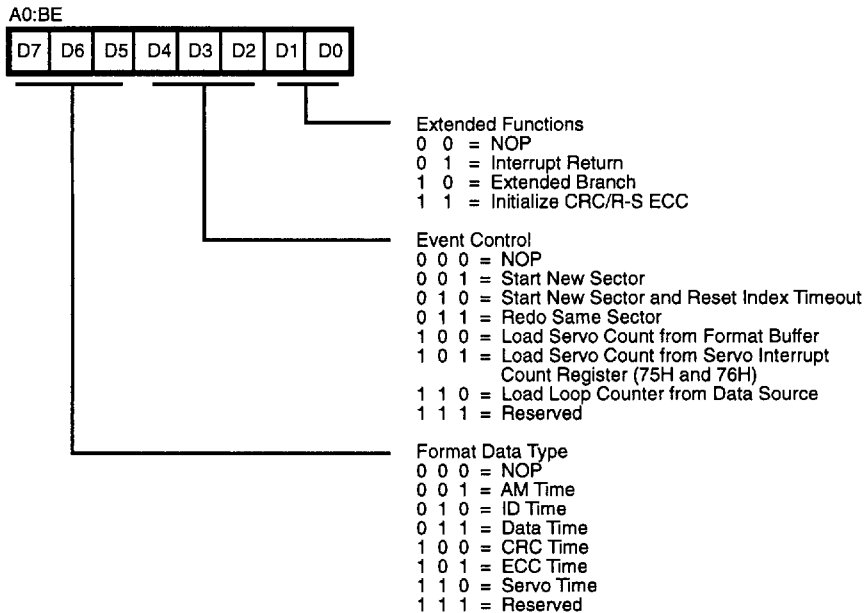 A0:BE
D7 D6 D5 D4 D3 D2 D1 D0
Extended Functions
0 0 = NOP
0 1 = Interrupt Return
1 0 = Extended Branch
1 1 = Initialize CRC/R-S ECC
Event Control
0 0 0 = NOP
0 0 1 = Start New Sector
0 1 0 = Start New Sector and Reset Index Timeout
0 1 1 = Redo Same Sector
1 0 0 = Load Servo Count from Format Buffer
1 0 1 = Load Servo Count from Servo Interrupt
Count Register (75H and 76H)
1 1 0 = Load Loop Counter from Data Source
1 1 1 = Reserved
Format Data Type
0 0 0 = NOP
0 0 1 = AM Time
0 1 0 = ID Time
0 1 1 = Data Time
1 0 0 = CRC Time
1 0 1 = ECC Time
1 1 0 = Servo Time
1 1 1 = Reserved